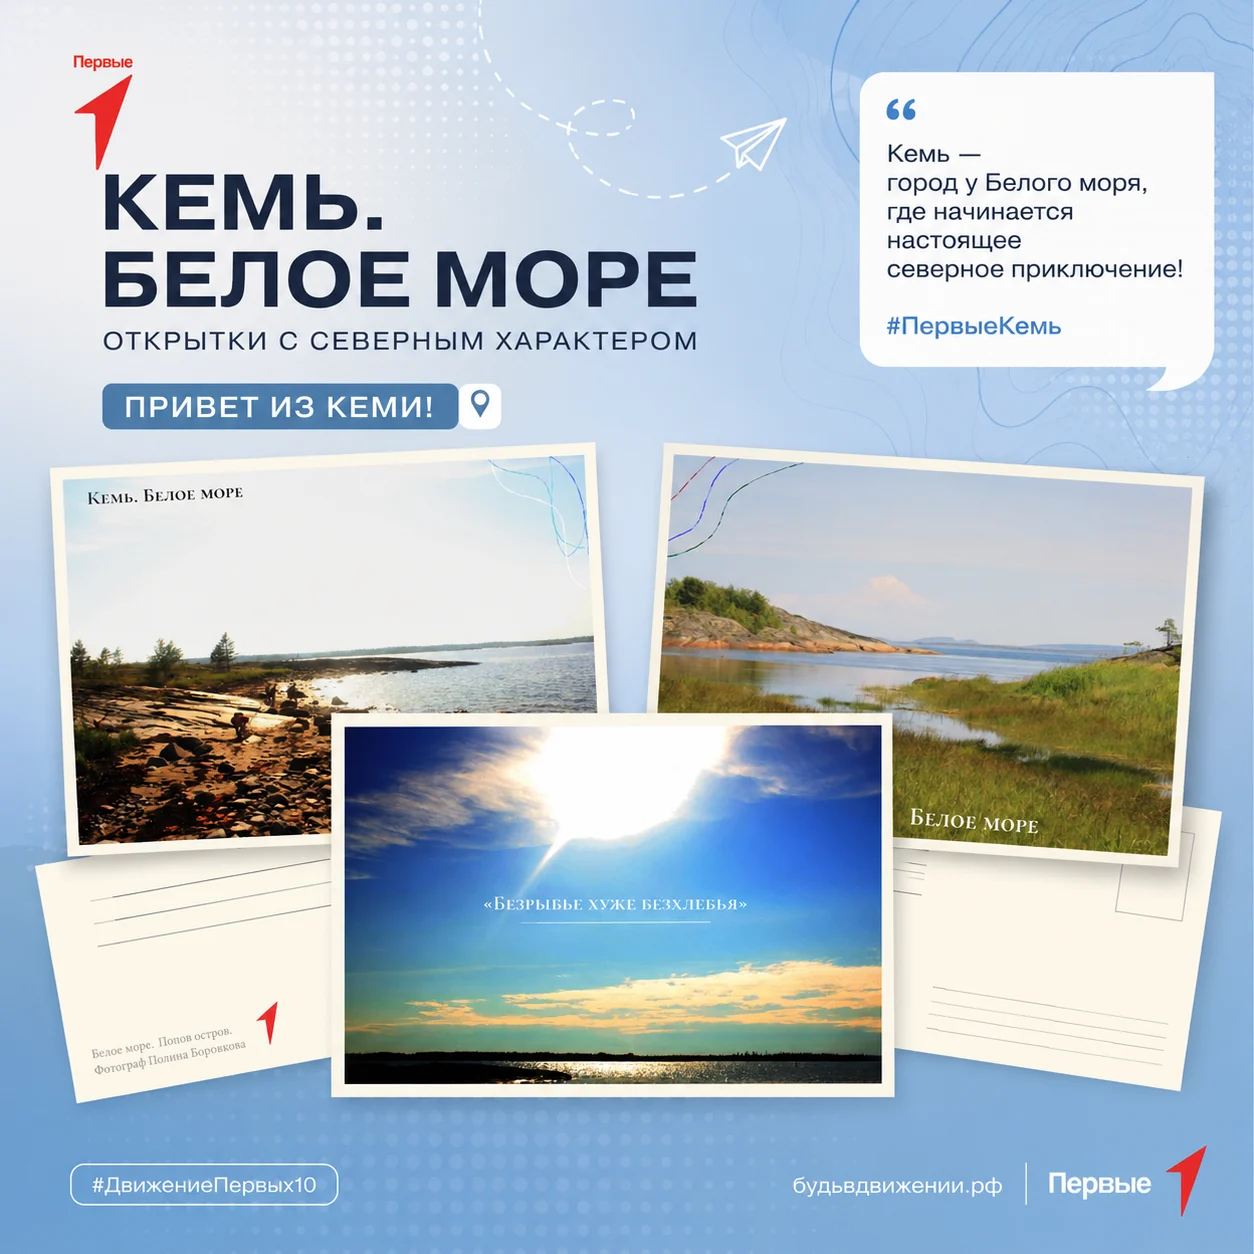 Первые
КЕМЬ.
БЕЛОЕ МОРЕ
ОТКРЫТКИ С СЕВЕРНЫМ ХАРАКТЕРОМ
ПРИВЕТ ИЗ КЕМИ!
“
Кемь —
город у Белого моря,
где начинается
настоящее
северное приключение!
#ПервыеКемь
Кемь. Белое море
Белое море
«Безрыбье хуже безхлебья»
Белое море. Попов остров.
Фотограф Полина Боровкова
#ДвижениеПервых10
будьвдвижении.рф
Первые